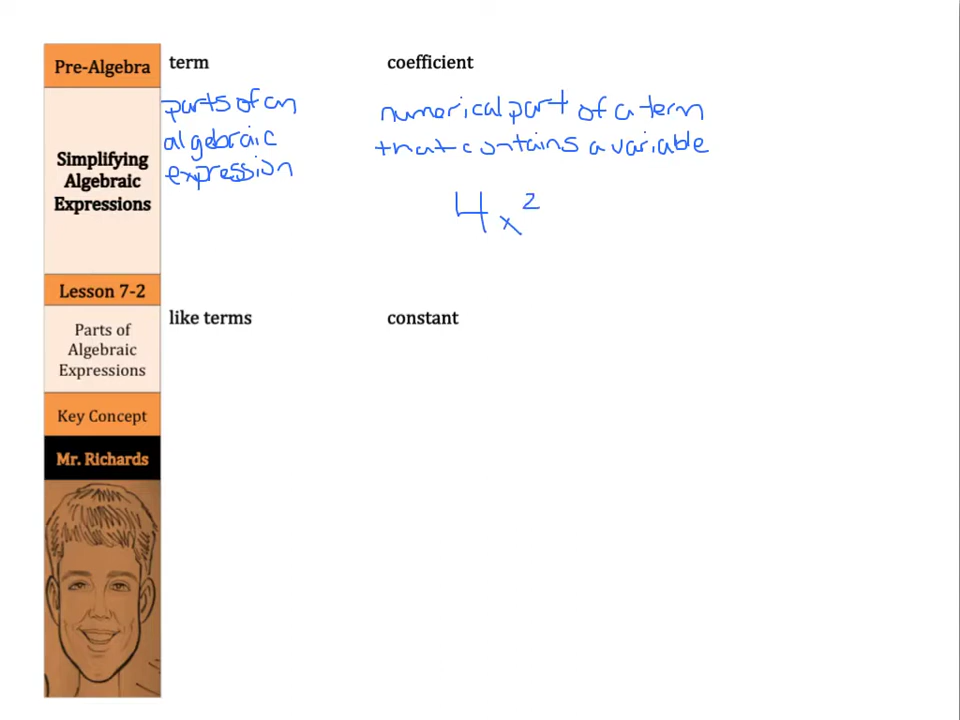 Pre-Algebra
Simplifying
Algebraic
Expressions
Lesson 7-2
Parts of
Algebraic
Expressions
Key Concept
Mr. Richards
term
parts of an
algebraic
expression
coefficient
numerical part of a term
that contains a variable
4x²
like terms
constant